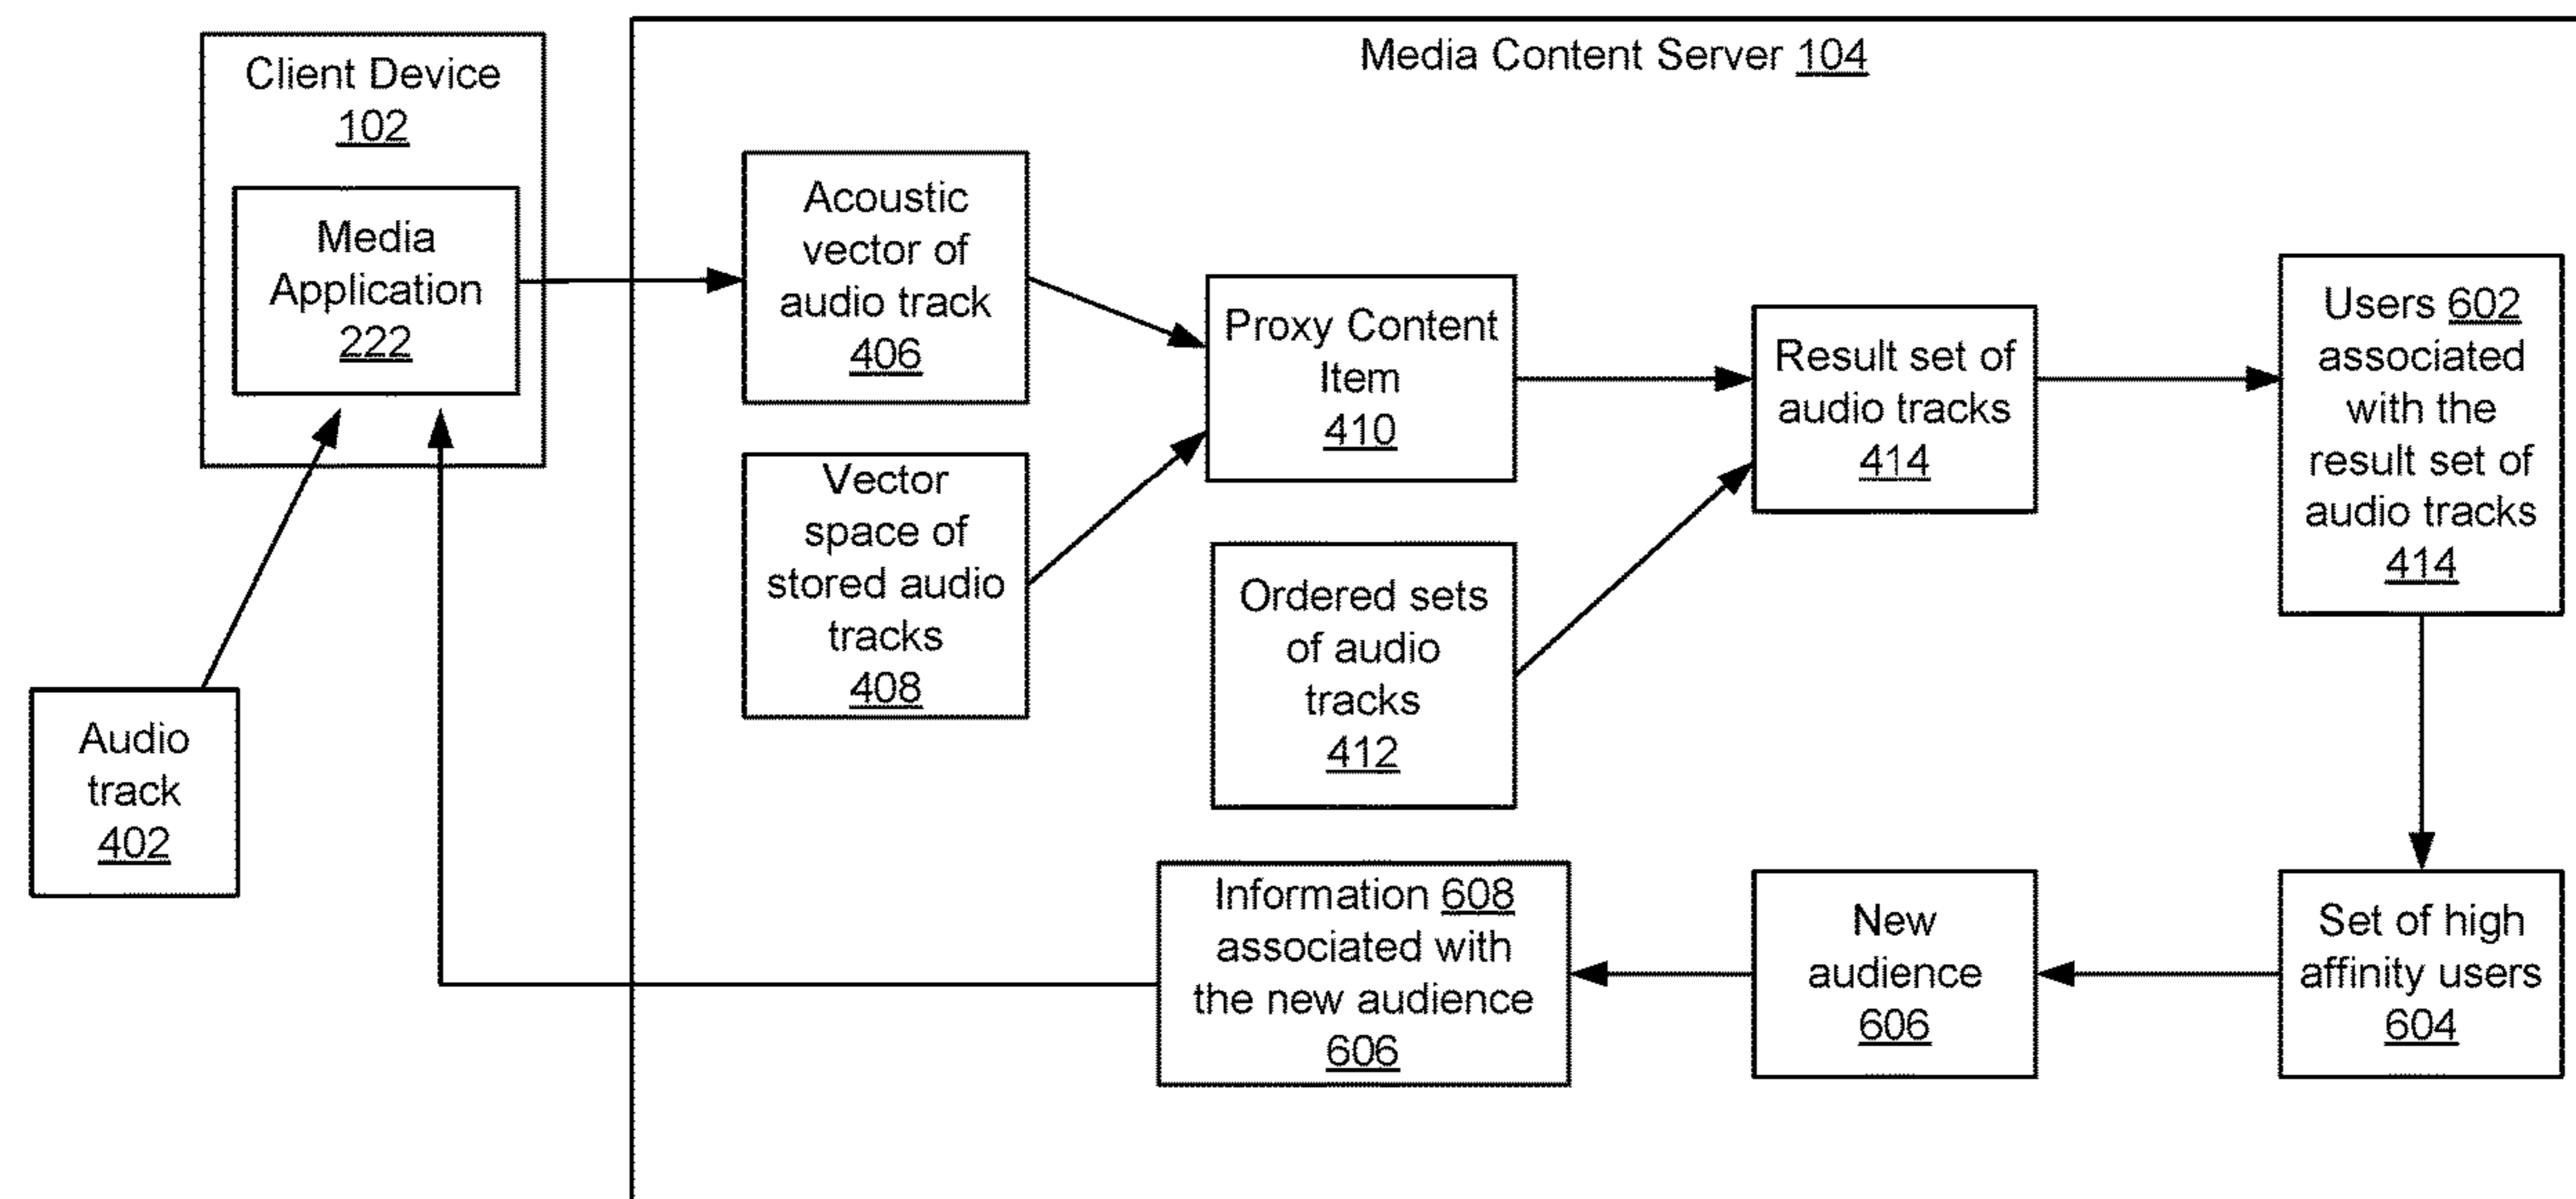 Media Content Server 104
Client Device
102
Media
Application
222
Audio
track
402
Acoustic
vector of
audio track
406
Vector
space of
stored audio
tracks
408
Proxy Content
Item
410
Ordered sets
of audio
tracks
412
Result set of
audio tracks
414
Users 602
associated
with the
result set of
audio tracks
414
Set of high
affinity users
604
New
audience
606
Information 608
associated with
the new audience
606